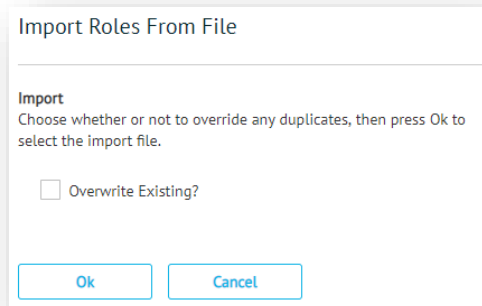 Import Roles From File
Import
Choose whether or not to override any duplicates, then press Ok to
select the import file.
Overwrite Existing?
Ok
Cancel